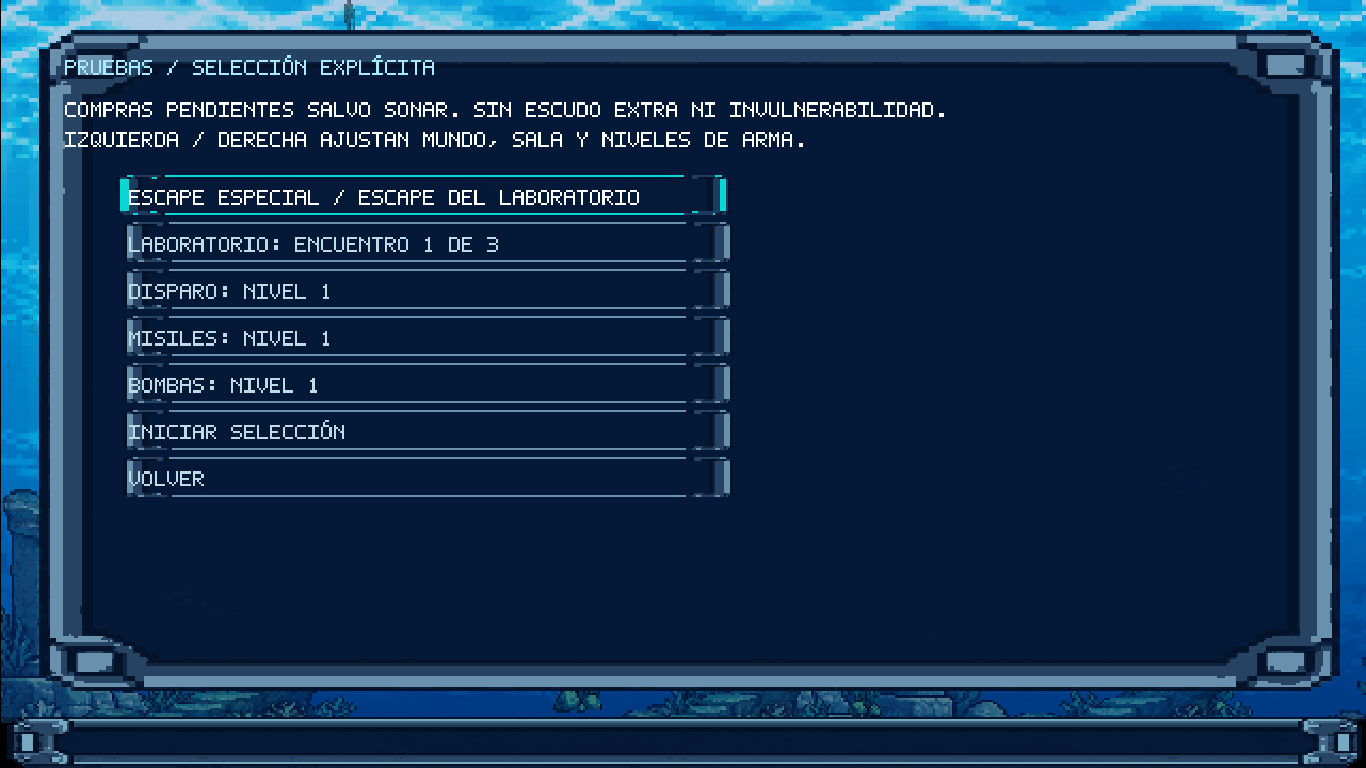 PRUEBAS / SELECCIÓN EXPLÍCITA
COMPRAS PENDIENTES SALVO SONAR. SIN ESCUDO EXTRA NI INVULNERABILIDAD.
IZQUIERDA / DERECHA AJUSTAN MUNDO, SALA Y NIVELES DE ARMA.
ESCAPE ESPECIAL / ESCAPE DEL LABORATORIO
LABORATORIO: ENCUENTRO 1 DE 3
DISPARO: NIVEL 1
MISILES: NIVEL 1
BOMBAS: NIVEL 1
INICIAR SELECCIÓN
VOLVER